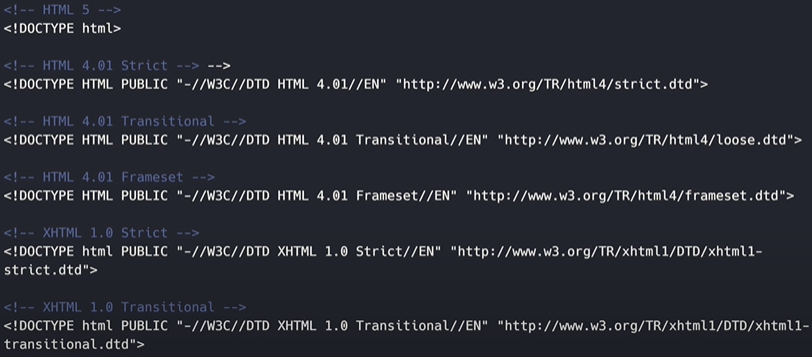 <!-- HTML 5 -->
<!DOCTYPE html>
<!-- HTML 4.01 Strict --> -->
<!DOCTYPE HTML PUBLIC "-//W3C//DTD HTML 4.01//EN" "http://www.w3.org/TR/html4/strict.dtd">
<!-- HTML 4.01 Transitional -->
<!DOCTYPE HTML PUBLIC "-//W3C//DTD HTML 4.01 Transitional//EN" "http://www.w3.org/TR/html4/loose.dtd">
<!-- HTML 4.01 Frameset -->
<!DOCTYPE HTML PUBLIC "-//W3C//DTD HTML 4.01 Frameset//EN" "http://www.w3.org/TR/html4/frameset.dtd">
<!-- XHTML 1.0 Strict -->
<!DOCTYPE html PUBLIC "-//W3C//DTD XHTML 1.0 Strict//EN" "http://www.w3.org/TR/xhtml1/DTD/xhtml1-
strict.dtd">
<!-- XHTML 1.0 Transitional -->
<!DOCTYPE html PUBLIC "-//W3C//DTD XHTML 1.0 Transitional//EN" "http://www.w3.org/TR/xhtml1/DTD/xhtml1-
transitional.dtd">